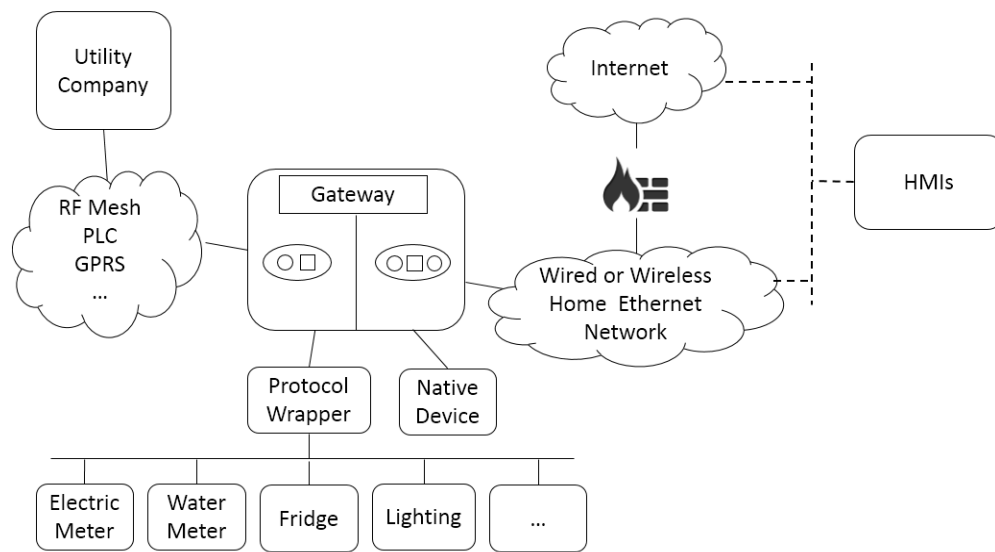 Utility
Company
Internet
HMIs
RF Mesh
PLC
GPRS
...
Gateway
Wired or Wireless
Home Ethernet
Network
Protocol
Wrapper
Native
Device
Electric
Meter
Water
Meter
Fridge
Lighting
...